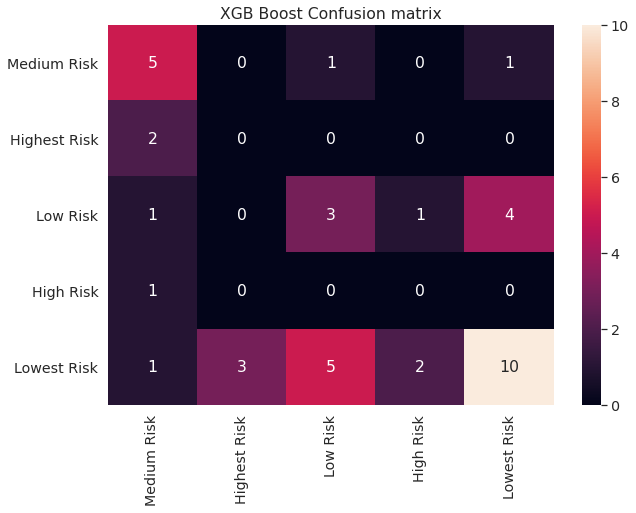 XGB Boost Confusion matrix
Medium Risk 5 0 1 0 1
Highest Risk 2 0 0 0 0
Low Risk 1 0 3 1 4
High Risk 1 0 0 0 0
Lowest Risk 1 3 5 2 10
Medium Risk
Highest Risk
Low Risk
High Risk
Lowest Risk
10
8
6
4
2
0